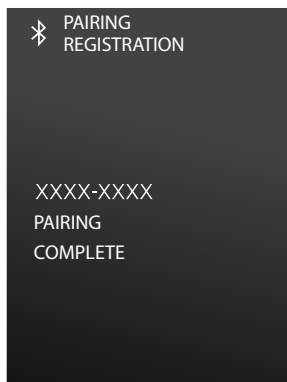 PAIRING
REGISTRATION
XXXX-XXXX
PAIRING
COMPLETE